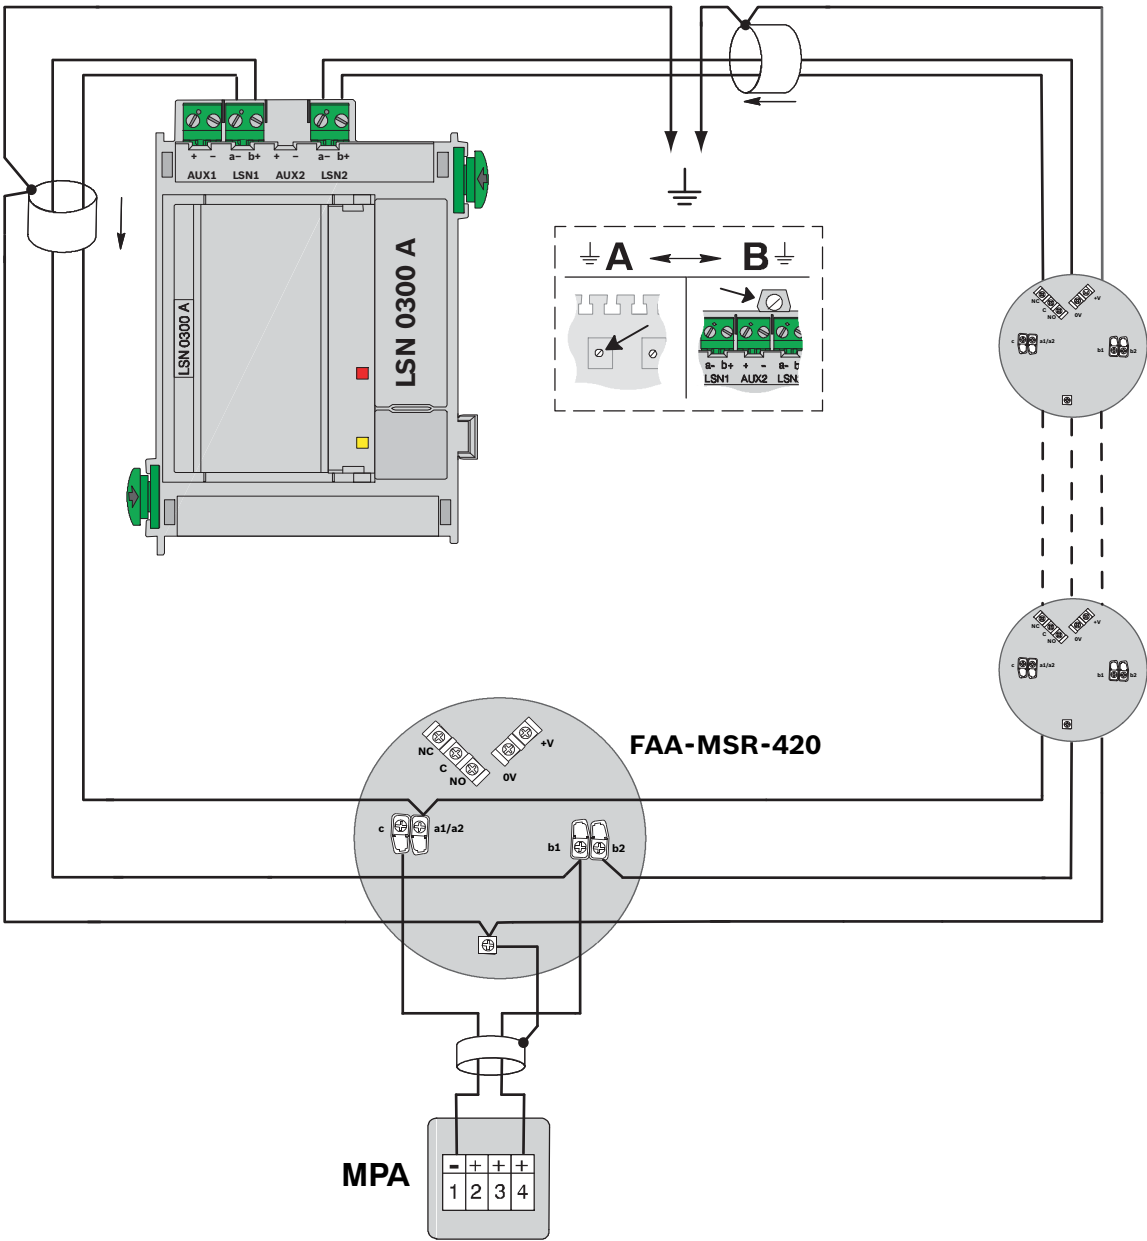 + - a- b+ + - a- b+
AUX1 LSN1 AUX2 LSN2
LSN 0300 A
LSN 0300 A
A B
a- b+ + - a- b
LSN1 AUX2 LSN
NC C NO 0V +V
c a1/a2 b1 b2
NC C NO 0V +V
c a1/a2 b1 b2
FAA-MSR-420
NC C NO 0V +V
c a1/a2 b1 b2
MPA
- + + +
1 2 3 4